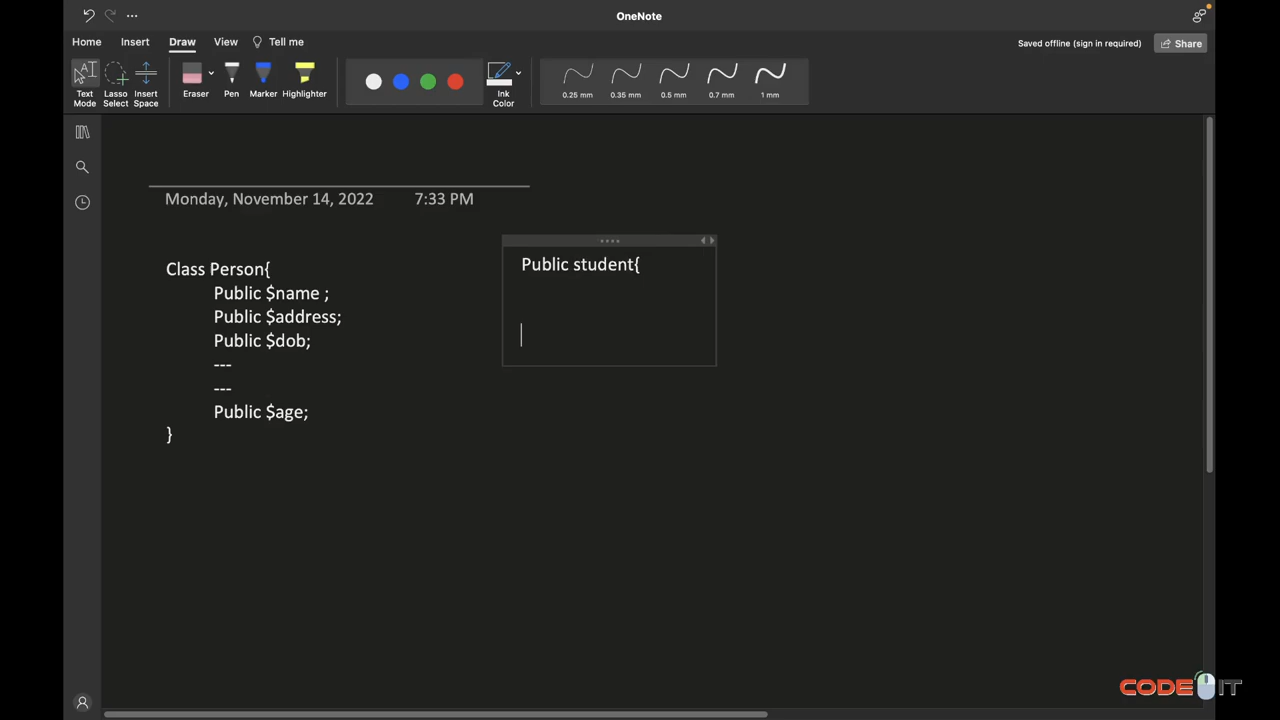 OneNote
Home Insert Draw View Tell me
Saved offline (sign in required) Share
Text Mode
Lasso Select
Insert Space
Eraser
Pen
Marker
Highlighter
Ink Color
0.25 mm
0.35 mm
0.5 mm
0.7 mm
1 mm
Monday, November 14, 2022 7:33 PM
Class Person{
Public $name ;
Public $address;
Public $dob;
---
---
Public $age;
}
Public student{
CODE IT